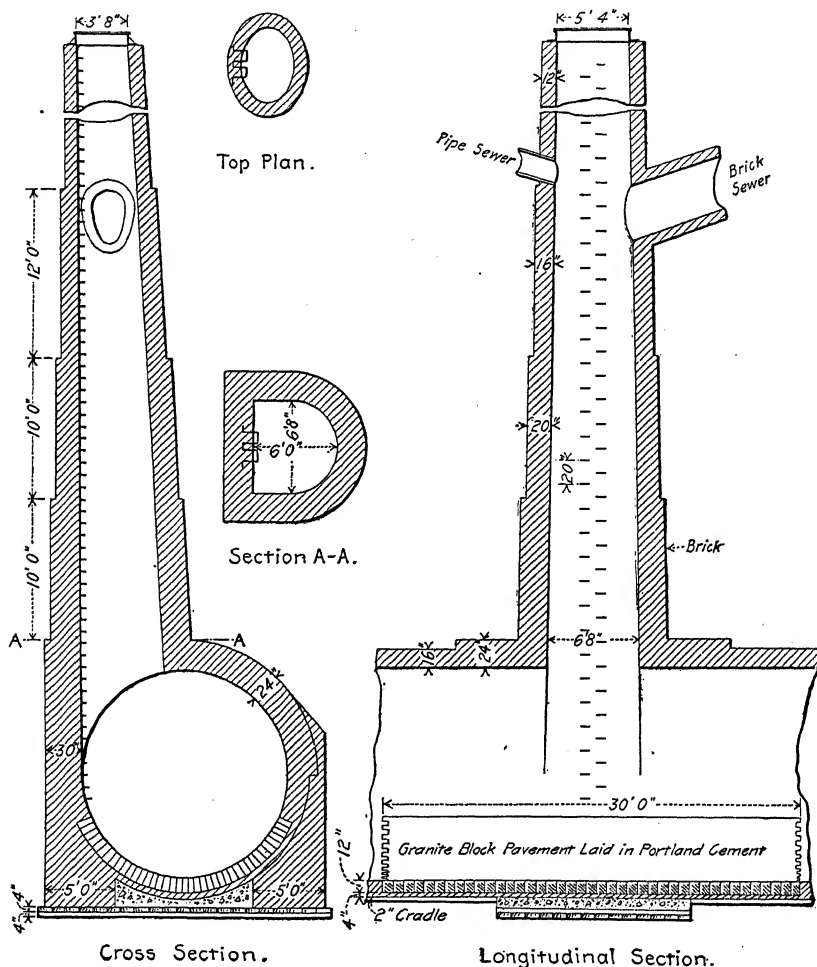 3' 8"
5' 4"
12"
Top Plan.
Pipe Sewer
Brick
Sewer
12' 0"
16"
10' 0"
6'8"
6'0"
20"
20"
Section A-A.
Brick
10' 0"
A
A
6'8"
16"
24"
24"
30"
30' 0"
12"
Granite Block Pavement Laid in Portland Cement
5' 0"
5' 0"
4"
4"
4"
2" Cradle
Cross Section.
Longitudinal Section.